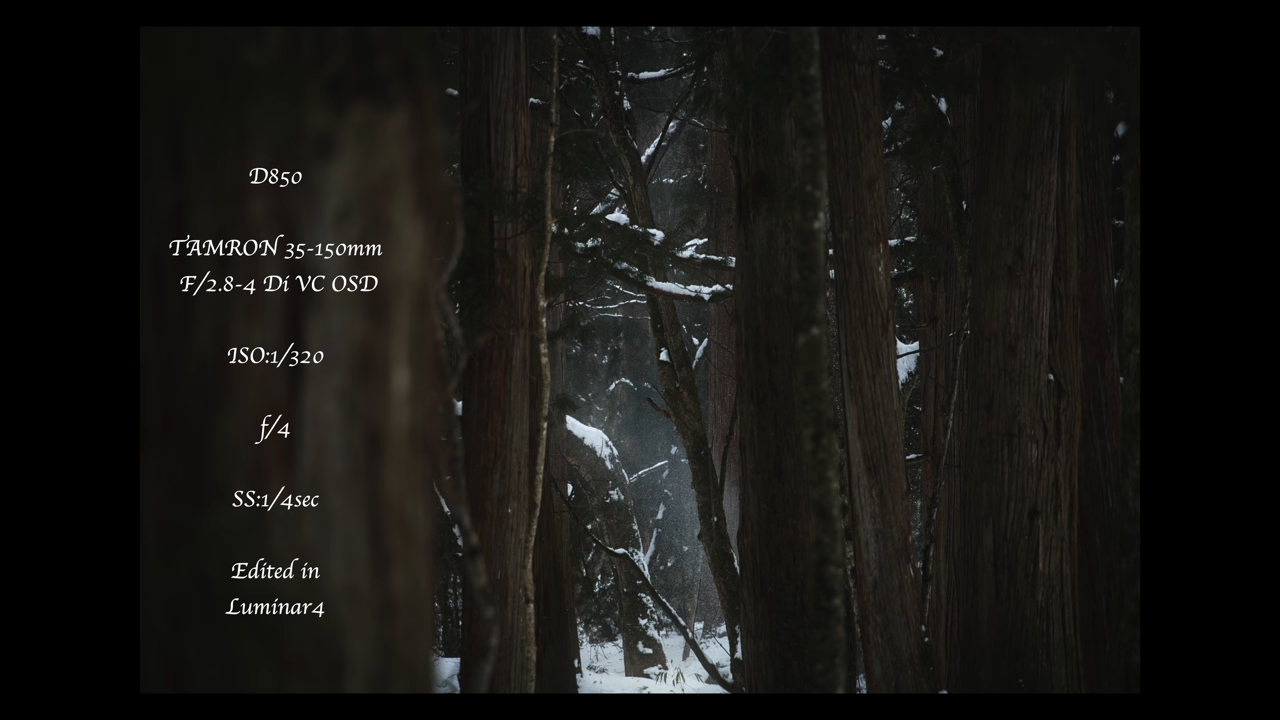 D850
TAMRON 35-150mm
F/2.8-4 Di VC OSD
ISO:1/320
f/4
SS:1/4sec
Edited in
Luminar4